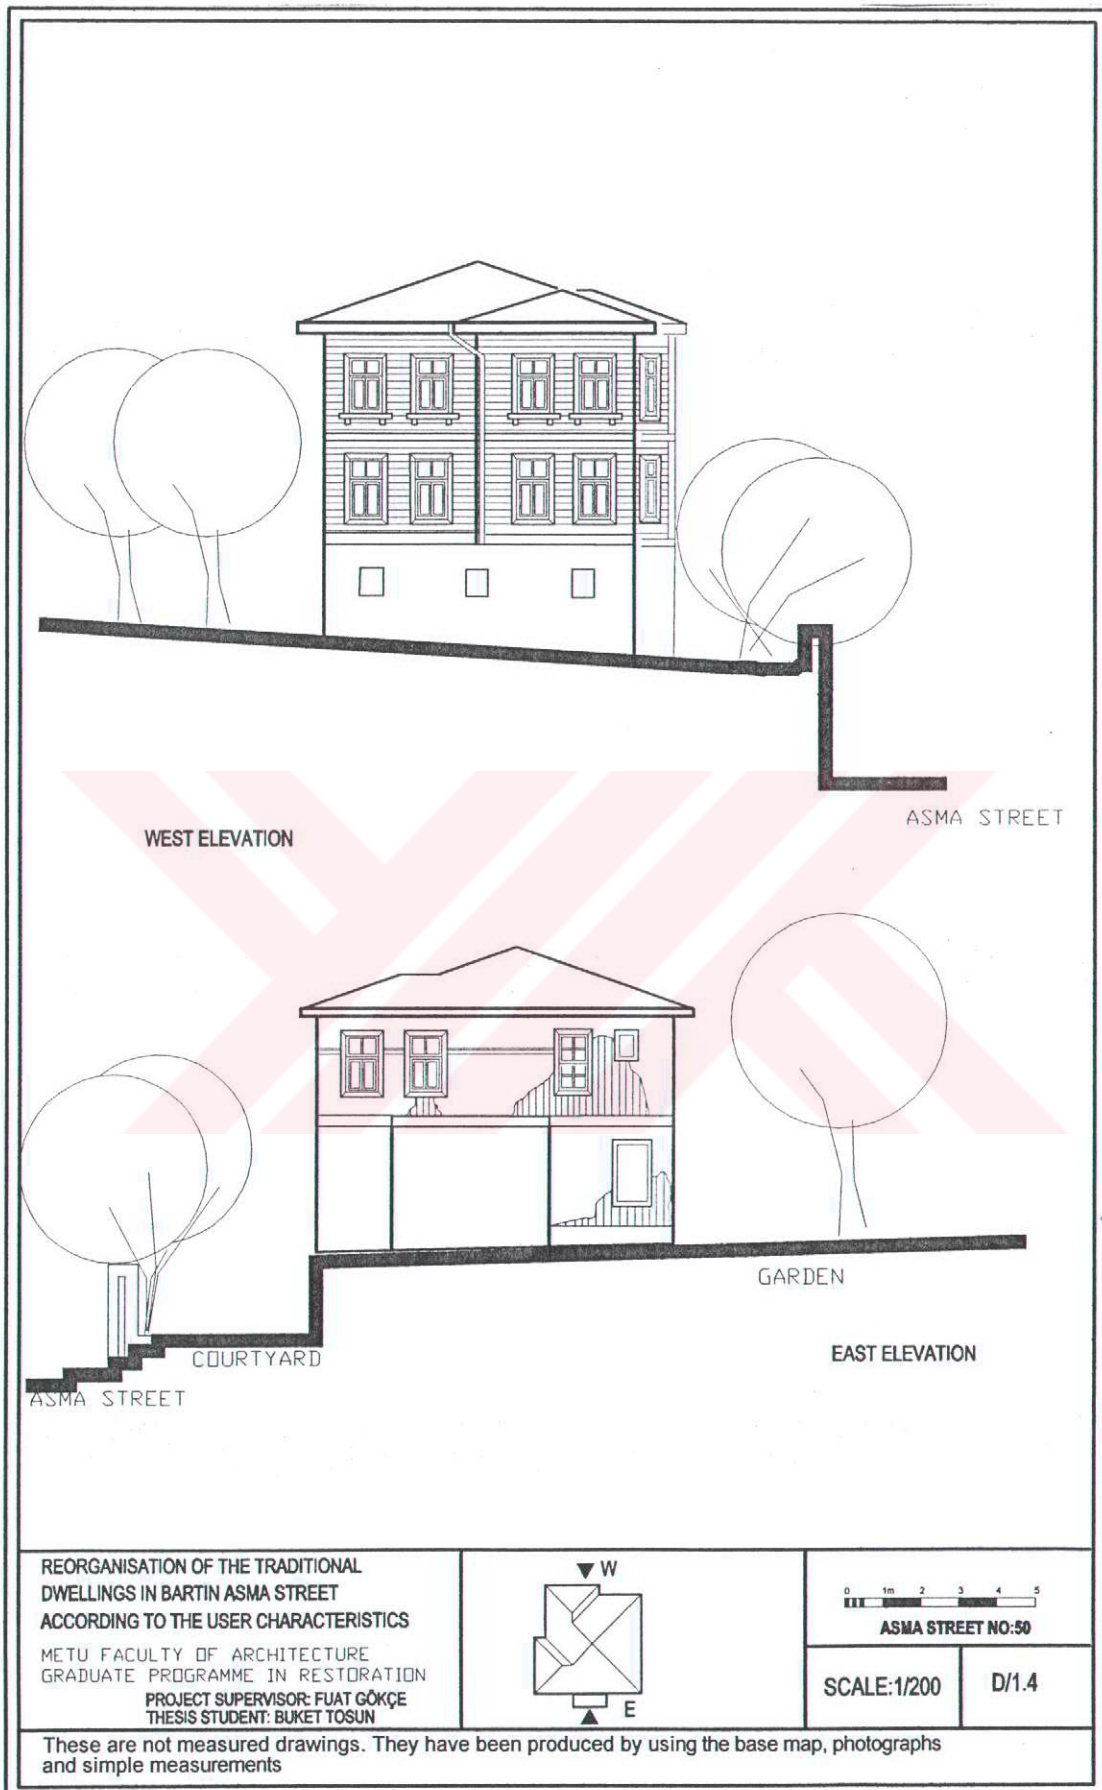 ASMA STREET
WEST ELEVATION
GARDEN
EAST ELEVATION
COURTYARD
ASMA STREET
REORGANISATION OF THE TRADITIONAL
DWELLINGS IN BARTIN ASMA STREET
ACCORDING TO THE USER CHARACTERISTICS
METU FACULTY OF ARCHITECTURE
GRADUATE PROGRAMME IN RESTORATION
PROJECT SUPERVISOR: FUAT GÖKÇE
THESIS STUDENT: BUKET TOSUN
W
E
0 1m 2 3 4 5
ASMA STREET NO:50
SCALE:1/200
D/1.4
These are not measured drawings. They have been produced by using the base map, photographs
and simple measurements